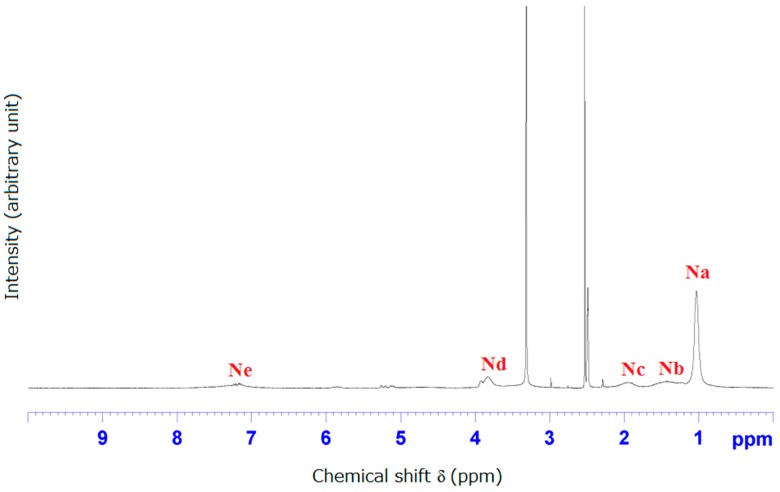 Intensity (arbitrary unit)
Na
Ne
Nd
Nc
Nb
9 8 7 6 5 4 3 2 1 ppm
Chemical shift δ (ppm)